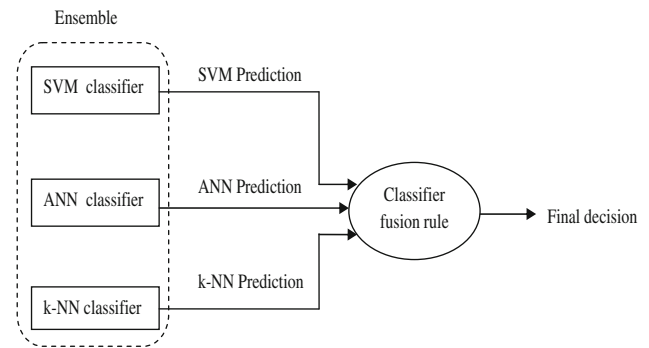 Ensemble
SVM classifier
SVM Prediction
ANN classifier
ANN Prediction
Classifier
fusion rule
Final decision
k-NN Prediction
k-NN classifier